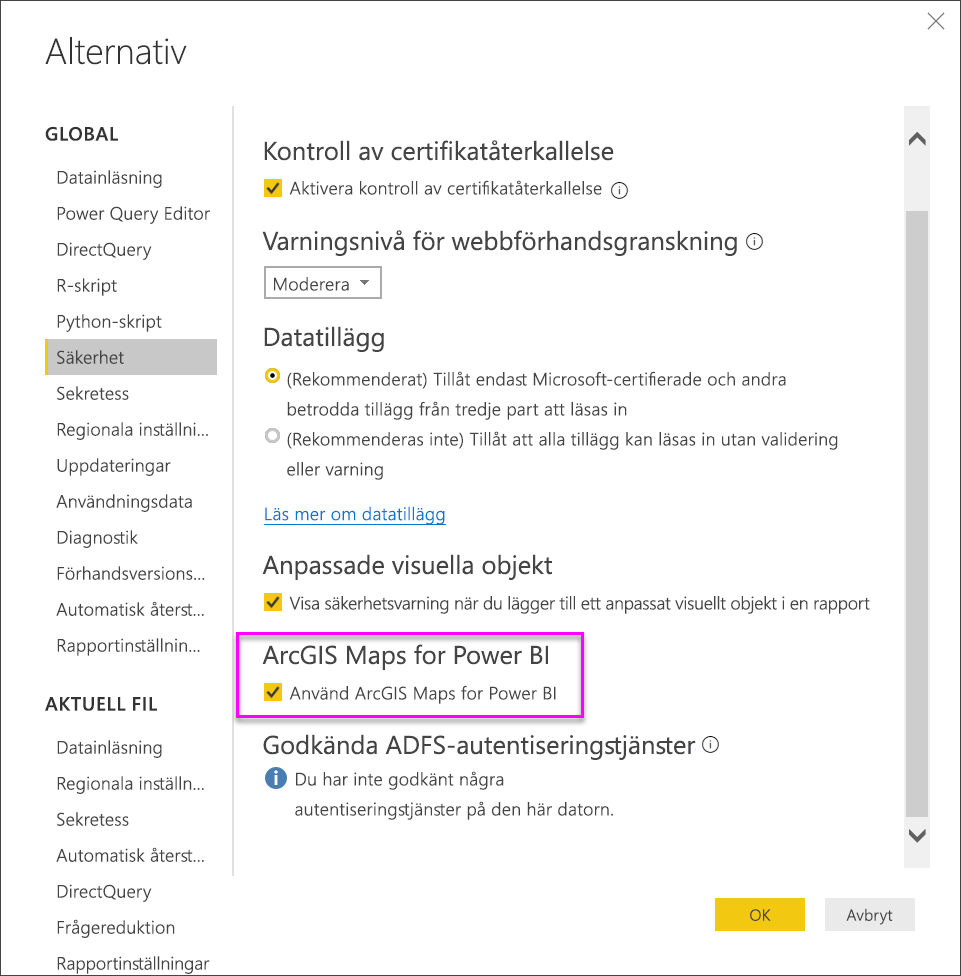 Alternativ
GLOBAL
Datainläsning
Power Query Editor
DirectQuery
R-skript
Python-skript
Säkerhet
Sekretess
Regionala inställni...
Uppdateringar
Användningsdata
Diagnostik
Förhandsversions...
Automatisk återst...
Rapportinställnin...
AKTUELL FIL
Datainläsning
Regionala inställn...
Sekretess
Automatisk återst...
DirectQuery
Frågereduktion
Rapportinställningar
Kontroll av certifikatåterkallelse
Aktivera kontroll av certifikatåterkallelse
Varningsnivå för webbförhandsgranskning
Moderera
Datatillägg
(Rekommenderat) Tillåt endast Microsoft-certifierade och andra
betrodda tillägg från tredje part att läsas in
(Rekommenderas inte) Tillåt att alla tillägg kan läsas in utan validering
eller varning
Läs mer om datatillägg
Anpassade visuella objekt
Visa säkerhetsvarning när du lägger till ett anpassat visuellt objekt i en rapport
ArcGIS Maps for Power BI
Använd ArcGIS Maps for Power BI
Godkända ADFS-autentiseringstjänster
Du har inte godkänt några
autentiseringstjänster på den här datorn.
OK
Avbryt